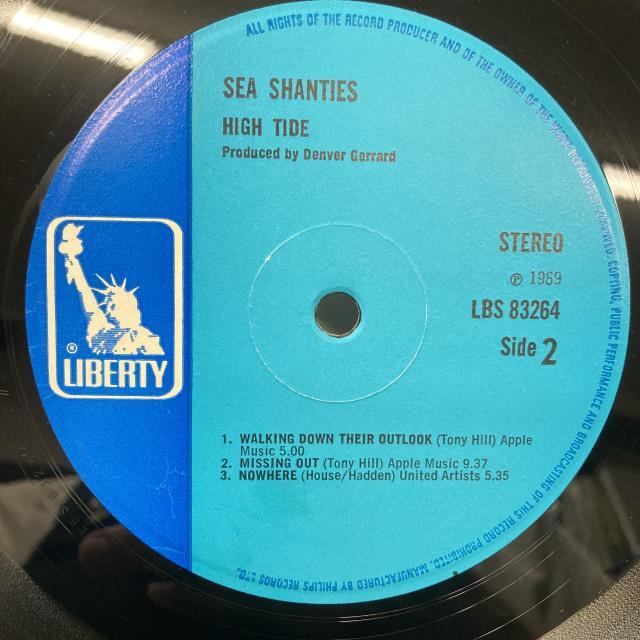 ALL RIGHTS OF THE RECORD PRODUCER AND OF THE OWNER OF THE WORK REPRODUCED RESERVED. COPYING, PUBLIC PERFORMANCE AND BROADCASTING OF THIS RECORD PROHIBITED. MANUFACTURED BY PHILIPS RECORDS LTD.
SEA SHANTIES
HIGH TIDE
Produced by Denver Gerrard
STEREO
℗ 1969
LBS 83264
Side 2
® LIBERTY
1. WALKING DOWN THEIR OUTLOOK (Tony Hill) Apple
Music 5.00
2. MISSING OUT (Tony Hill) Apple Music 9.37
3. NOWHERE (House/Hadden) United Artists 5.35